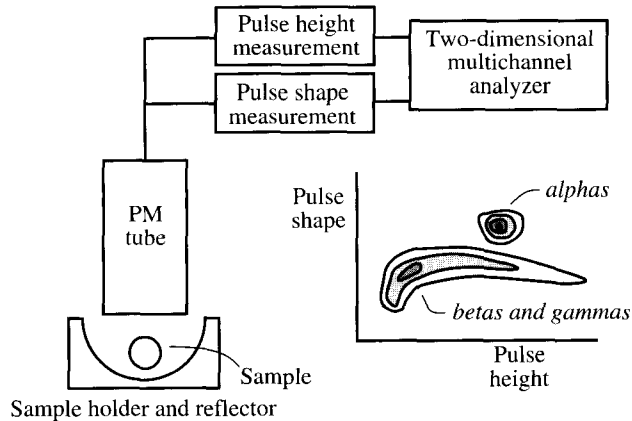 Pulse height
measurement
Two-dimensional
multichannel
analyzer
Pulse shape
measurement
PM
tube
Pulse
shape
alphas
betas and gammas
Pulse
height
Sample
Sample holder and reflector